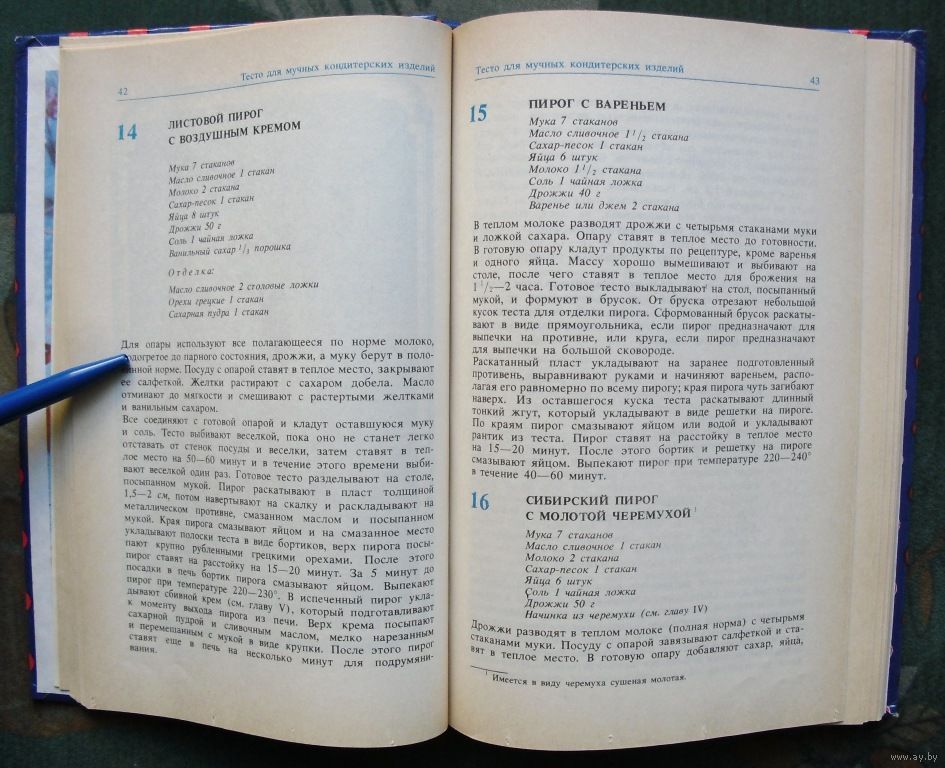 42
Тесто для мучных кондитерских изделий
14
ЛИСТОВОЙ ПИРОГ
С ВОЗДУШНЫМ КРЕМОМ
Мука 7 стаканов
Масло сливочное 1 стакан
Молоко 2 стакана
Сахар-песок 1 стакан
Яйца 8 штук
Дрожжи 50 г
Соль 1 чайная ложка
Ванильный сахар 1/3 порошка
Отделка:
Масло сливочное 2 столовые ложки
Орехи грецкие 1 стакан
Сахарная пудра 1 стакан
Для опары используют все полагающееся по норме молоко,
подогретое до парного состояния, дрожжи, а муку берут в поло-
винной норме. Посуду с опарой ставят в теплое место, закрывают
ее салфеткой. Желтки растирают с сахаром добела. Масло
отминают до мягкости и смешивают с растертыми желтками
и ванильным сахаром.
Все соединяют с готовой опарой и кладут оставшуюся муку
и соль. Тесто выбивают веселкой, пока оно не станет легко
отставать от стенок посуды и веселки, затем ставят в теп-
лое место на 50—60 минут и в течение этого времени выби-
вают веселкой один раз. Готовое тесто разделывают на столе,
посыпанном мукой. Пирог раскатывают в пласт толщиной
1,5—2 см, потом навертывают на скалку и раскладывают на
металлическом противне, смазанном маслом и посыпанном
мукой. Края пирога смазывают яйцом и на смазанное место
укладывают полоски теста в виде бортиков, верх пирога посы-
пают крупно рубленными грецкими орехами. После этого
пирог ставят на расстойку на 15—20 минут. За 5 минут до
посадки в печь бортик пирога смазывают яйцом. Выпекают
пирог при температуре 220—230°. В испеченный пирог укла-
дывают сбивной крем (см. главу V), который подготавливают
к моменту выхода пирога из печи. Верх крема посыпают
сахарной пудрой и сливочным маслом, мелко нарезанным
и перемешанным с мукой в виде крупки. После этого пирог
ставят еще в печь на несколько минут для подрумяни-
вания.
Тесто для мучных кондитерских изделий
43
15
ПИРОГ С ВАРЕНЬЕМ
Мука 7 стаканов
Масло сливочное 1 1/2 стакана
Сахар-песок 1 стакан
Яйца 6 штук
Молоко 1 1/2 стакана
Соль 1 чайная ложка
Дрожжи 40 г
Варенье или джем 2 стакана
В теплом молоке разводят дрожжи с четырьмя стаканами муки
и ложкой сахара. Опару ставят в теплое место до готовности.
В готовую опару кладут продукты по рецептуре, кроме варенья
и одного яйца. Массу хорошо вымешивают и выбивают на
столе, после чего ставят в теплое место для брожения на
1 1/2—2 часа. Готовое тесто выкладывают на стол, посыпанный
мукой, и формуют в брусок. От бруска отрезают небольшой
кусок теста для отделки пирога. Сформованный брусок раскаты-
вают в виде прямоугольника, если пирог предназначают для
выпечки на противне, или круга, если пирог предназначают
для выпечки на большой сковороде.
Раскатанный пласт укладывают на заранее подготовленный
противень, выравнивают руками и начиняют вареньем, распо-
лагая его равномерно по всему пирогу; края пирога чуть загибают
наверх. Из оставшегося куска теста раскатывают длинный
тонкий жгут, который укладывают в виде решетки на пироге.
По краям пирог смазывают яйцом или водой и укладывают
рантик из теста. Пирог ставят на расстойку в теплое место
на 15—20 минут. После этого бортик и решетку на пироге
смазывают яйцом. Выпекают пирог при температуре 220—240°
в течение 40—60 минут.
16
СИБИРСКИЙ ПИРОГ
С МОЛОТОЙ ЧЕРЕМУХОЙ 1
Мука 7 стаканов
Масло сливочное 1 стакан
Молоко 2 стакана
Сахар-песок 1 стакан
Яйца 6 штук
Соль 1 чайная ложка
Дрожжи 50 г
Начинка из черемухи (см. главу IV)
Дрожжи разводят в теплом молоке (полная норма) с четырьмя
стаканами муки. Посуду с опарой завязывают салфеткой и ста-
вят в теплое место. В готовую опару добавляют сахар, яйца,
1 Имеется в виду черемуха сушеная молотая.
www.ay.by